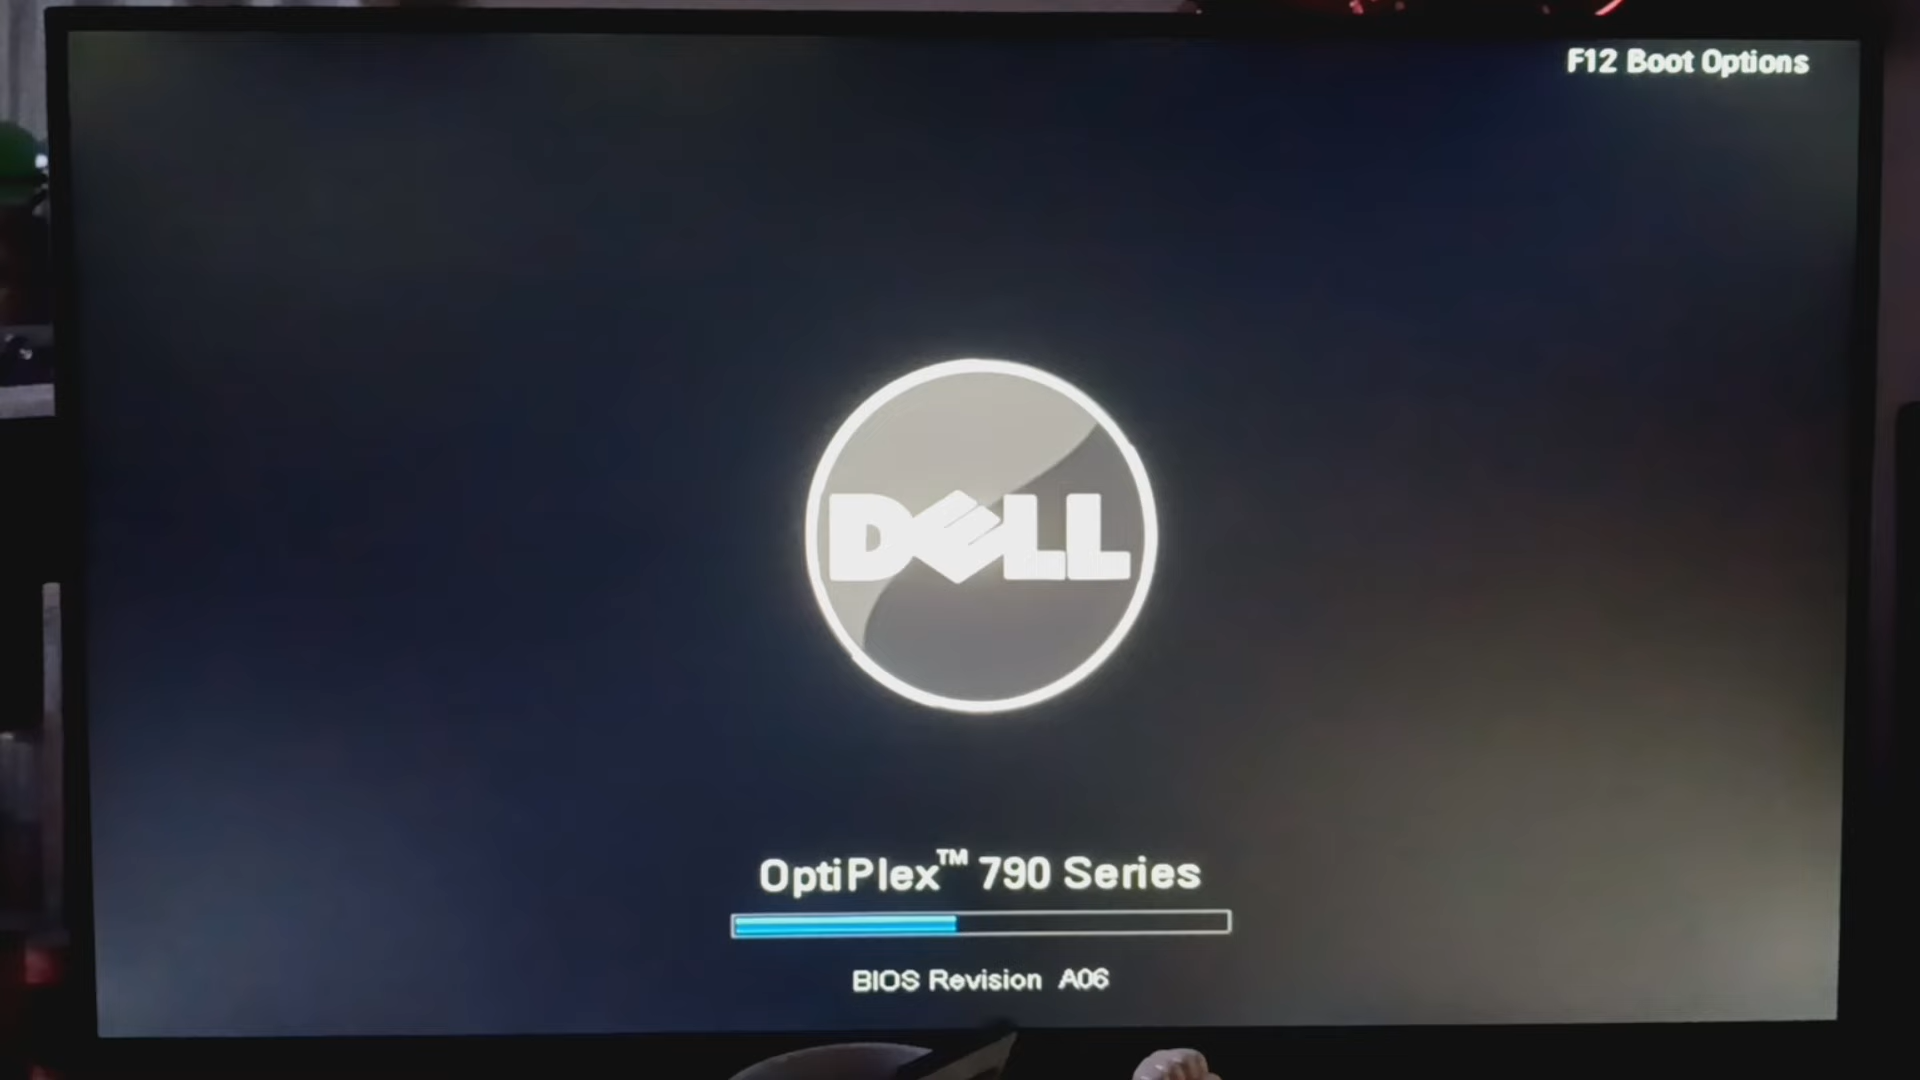 F12 Boot Options
DELL
OptiPlex™ 790 Series
BIOS Revision A06